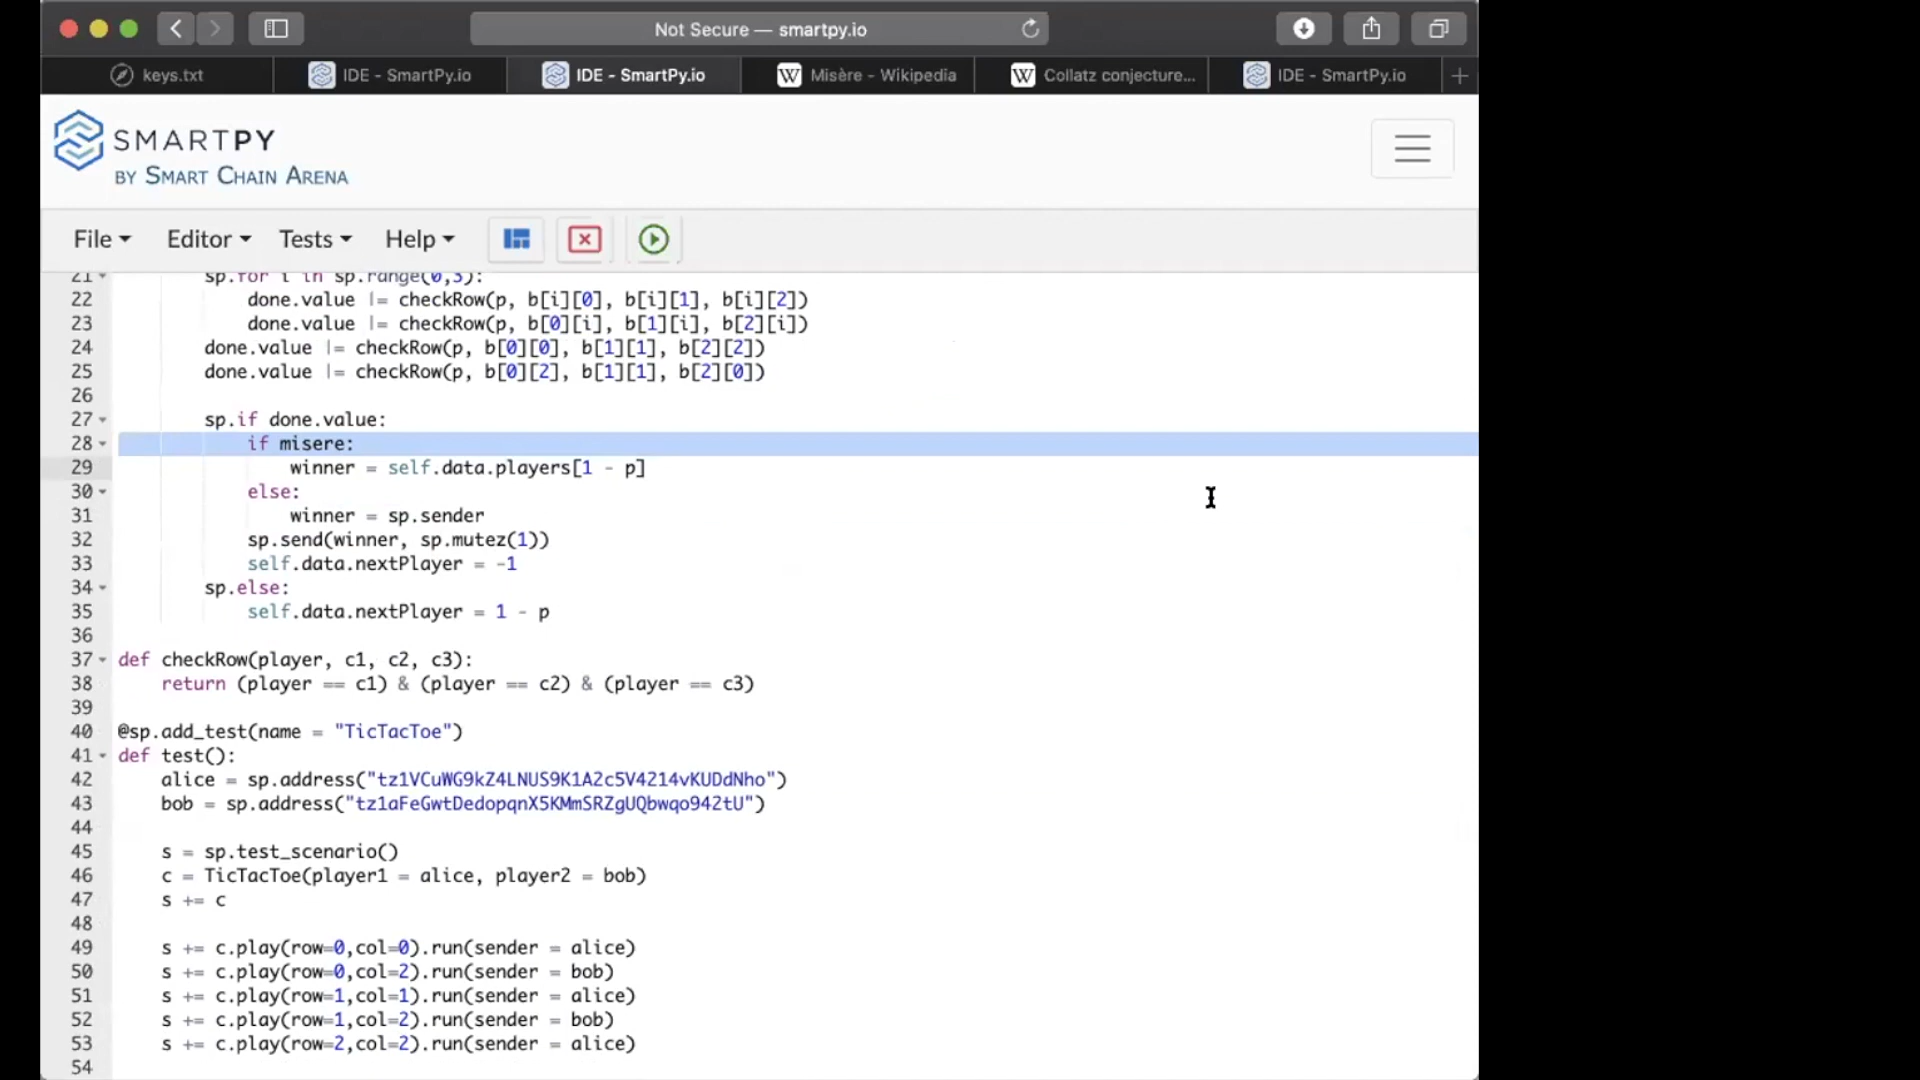 Not Secure — smartpy.io
keys.txt
IDE - SmartPy.io
IDE - SmartPy.io
Misère - Wikipedia
Collatz conjecture...
IDE - SmartPy.io
SMARTPY
BY SMART CHAIN ARENA
File
Editor
Tests
Help
21 sp.for i in sp.range(0,3):
22 done.value |= checkRow(p, b[i][0], b[i][1], b[i][2])
23 done.value |= checkRow(p, b[0][i], b[1][i], b[2][i])
24 done.value |= checkRow(p, b[0][0], b[1][1], b[2][2])
25 done.value |= checkRow(p, b[0][2], b[1][1], b[2][0])
26
27 sp.if done.value:
28 if misere:
29 winner = self.data.players[1 - p]
30 else:
31 winner = sp.sender
32 sp.send(winner, sp.mutez(1))
33 self.data.nextPlayer = -1
34 sp.else:
35 self.data.nextPlayer = 1 - p
36
37 def checkRow(player, c1, c2, c3):
38 return (player == c1) & (player == c2) & (player == c3)
39
40 @sp.add_test(name = "TicTacToe")
41 def test():
42 alice = sp.address("tz1VCuWG9kZ4LNUS9K1A2c5V4214vKUDdNho")
43 bob = sp.address("tz1aFeGwtDedopqnX5KMmSRZgUQbwqo942tU")
44
45 s = sp.test_scenario()
46 c = TicTacToe(player1 = alice, player2 = bob)
47 s += c
48
49 s += c.play(row=0,col=0).run(sender = alice)
50 s += c.play(row=0,col=2).run(sender = bob)
51 s += c.play(row=1,col=1).run(sender = alice)
52 s += c.play(row=1,col=2).run(sender = bob)
53 s += c.play(row=2,col=2).run(sender = alice)
54